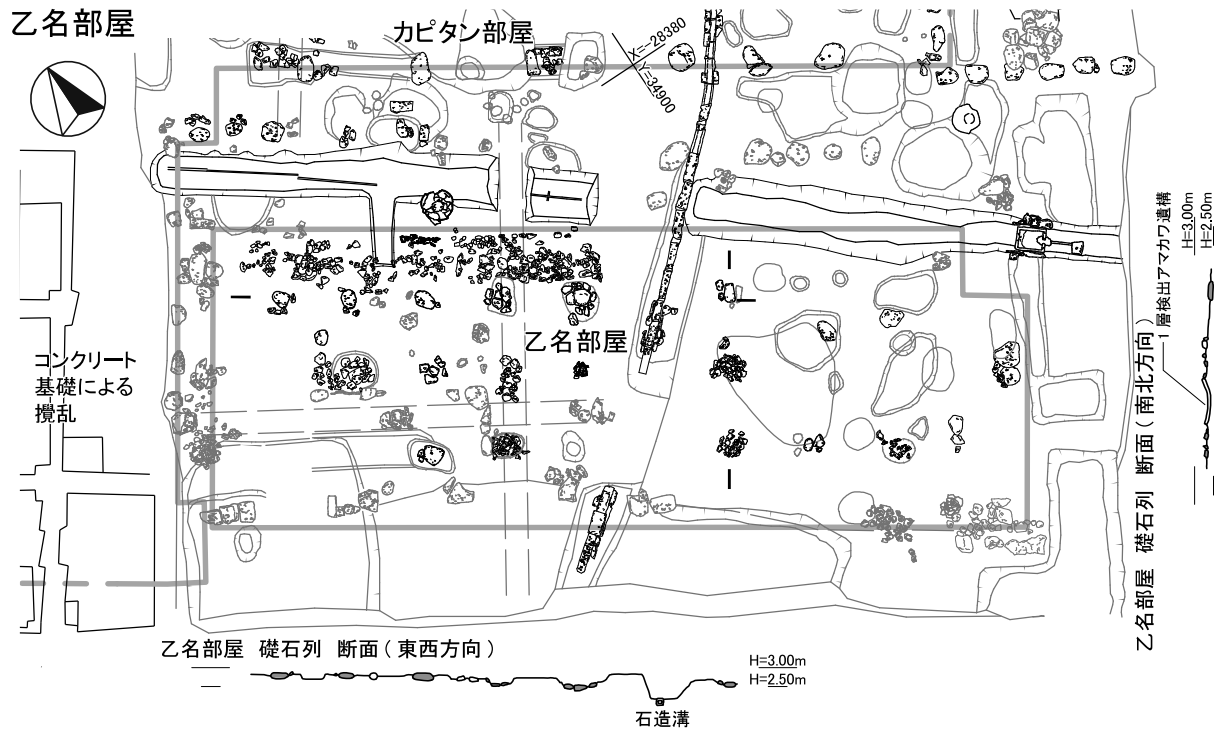 乙名部屋
カピタン部屋
X=-28380
Y=34900
乙名部屋
コンクリート
基礎による
攪乱
1層検出アマカワ遺構
H=3.00m
H=2.50m
乙名部屋 礎石列 断面(南北方向)
乙名部屋 礎石列 断面(東西方向)
H=3.00m
H=2.50m
石造溝